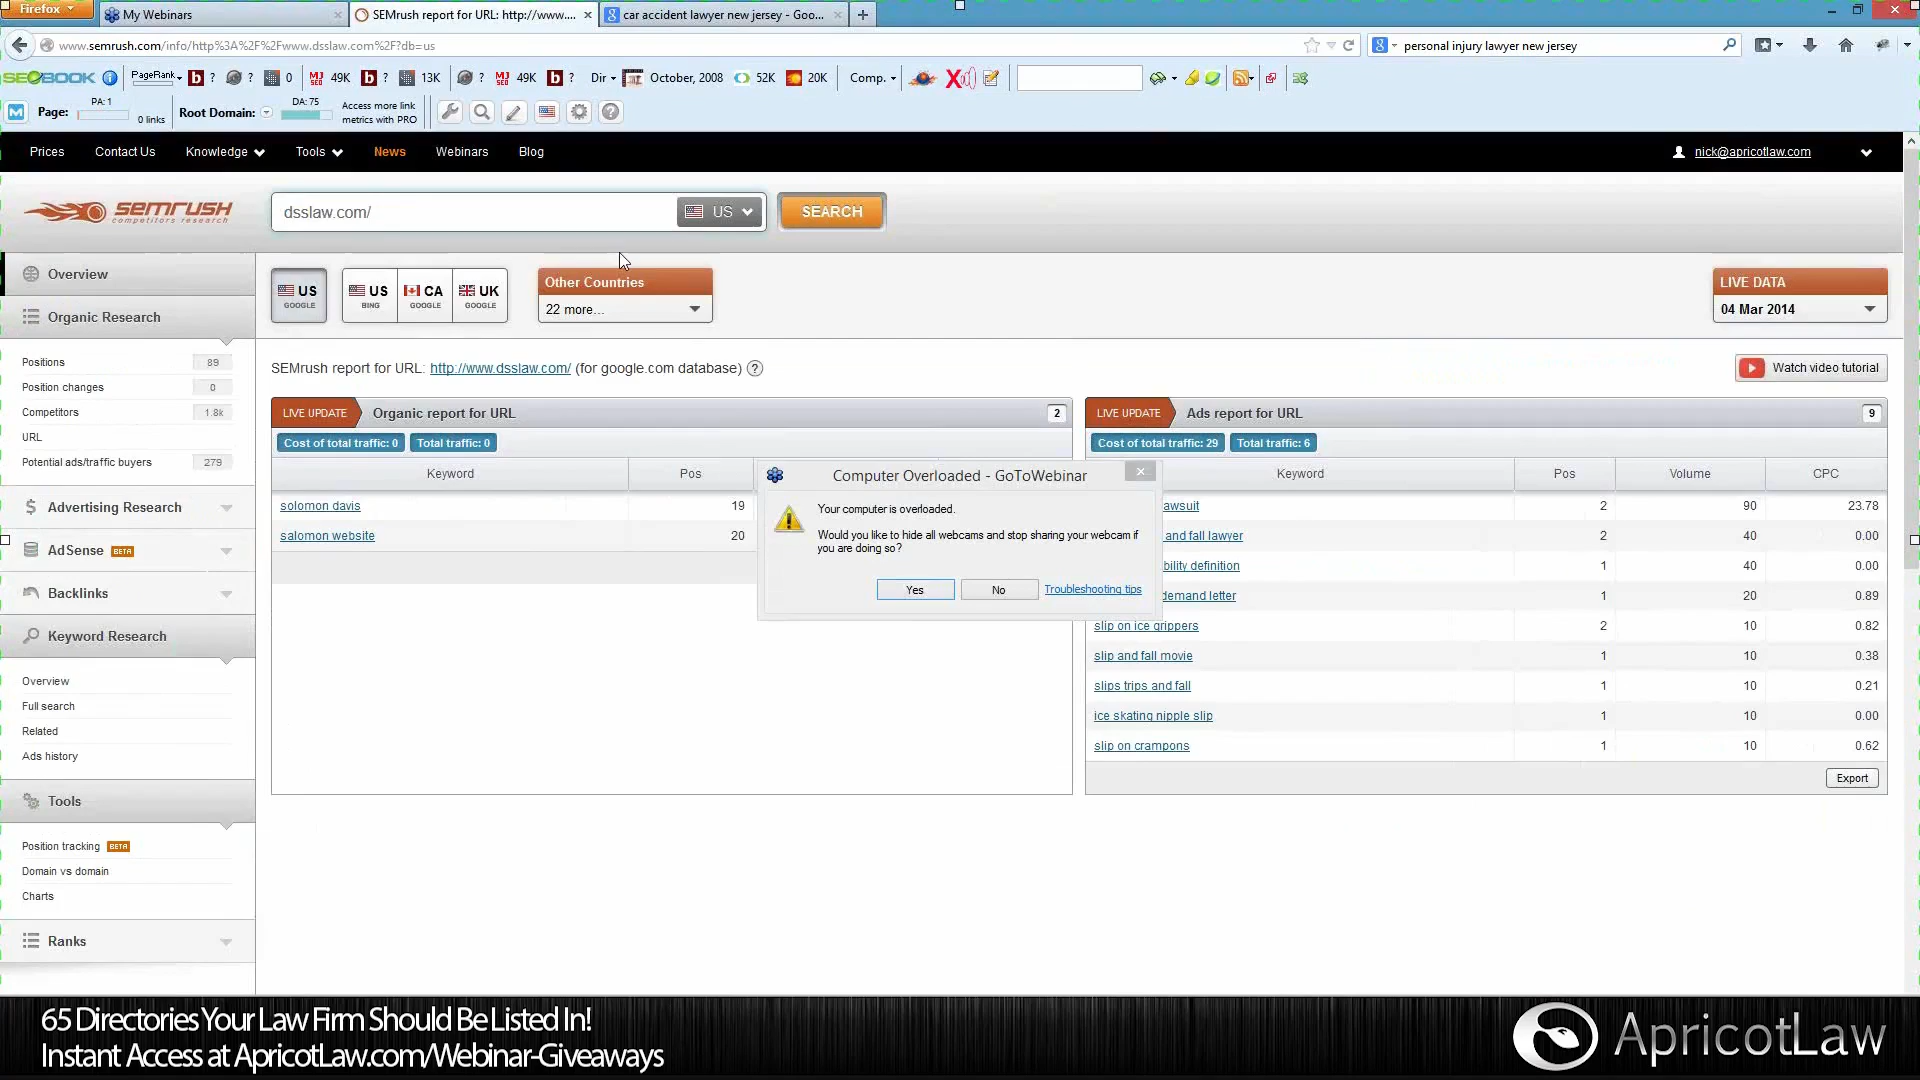 Firefox
My Webinars
SEMrush report for URL: http://www....
car accident lawyer new jersey - Goo...
www.semrush.com/info/http%3A%2F%2Fwww.dsslaw.com%2F?db=us
personal injury lawyer new jersey
SEOBOOK
PageRank
b ?
?
0
MJ SEO 49K
b ?
13K
?
MJ SEO 49K
b ?
Dir
October, 2008
52K
20K
Comp.
Page:
PA: 1
0 links
Root Domain:
DA: 75
Access more link
metrics with PRO
Prices
Contact Us
Knowledge
Tools
News
Webinars
Blog
nick@apricotlaw.com
semrush
competitors research
dsslaw.com/
US
SEARCH
Overview
Organic Research
Positions 89
Position changes 0
Competitors 1.8k
URL
Potential ads/traffic buyers 279
Advertising Research
AdSense BETA
Backlinks
Keyword Research
Overview
Full search
Related
Ads history
Tools
Position tracking BETA
Domain vs domain
Charts
Ranks
US GOOGLE
US BING
CA GOOGLE
UK GOOGLE
Other Countries
22 more...
LIVE DATA
04 Mar 2014
SEMrush report for URL: http://www.dsslaw.com/ (for google.com database) ?
Watch video tutorial
LIVE UPDATE Organic report for URL 2
Cost of total traffic: 0 Total traffic: 0
Keyword Pos
solomon davis 19
salomon website 20
LIVE UPDATE Ads report for URL 9
Cost of total traffic: 29 Total traffic: 6
Keyword Pos Volume CPC
awsuit 2 90 23.78
and fall lawyer 2 40 0.00
bility definition 1 40 0.00
demand letter 1 20 0.89
slip on ice grippers 2 10 0.82
slip and fall movie 1 10 0.38
slips trips and fall 1 10 0.21
ice skating nipple slip 1 10 0.00
slip on crampons 1 10 0.62
Export
Computer Overloaded - GoToWebinar
Your computer is overloaded.
Would you like to hide all webcams and stop sharing your webcam if
you are doing so?
Yes
No
Troubleshooting tips
65 Directories Your Law Firm Should Be Listed In!
Instant Access at ApricotLaw.com/Webinar-Giveaways
ApricotLaw